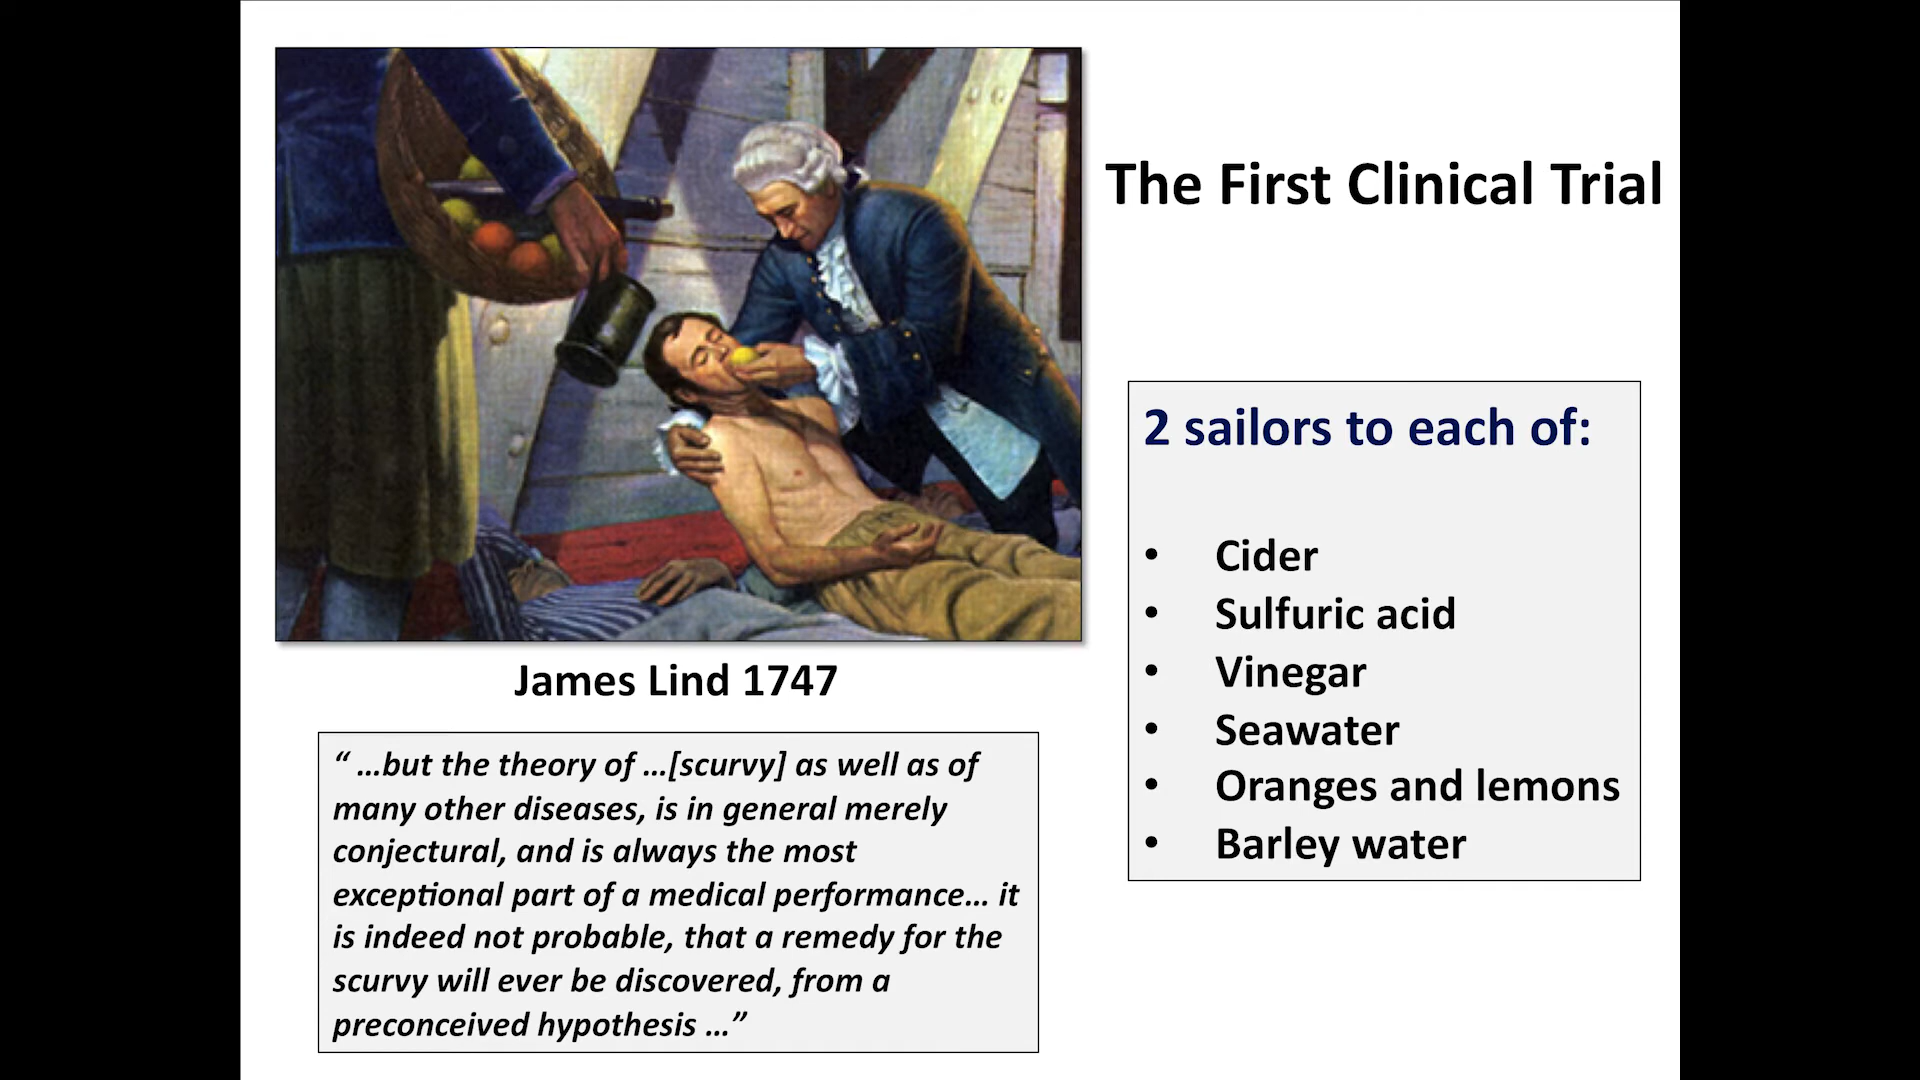 The First Clinical Trial
James Lind 1747
“ …but the theory of …[scurvy] as well as of
many other diseases, is in general merely
conjectural, and is always the most
exceptional part of a medical performance… it
is indeed not probable, that a remedy for the
scurvy will ever be discovered, from a
preconceived hypothesis …”
2 sailors to each of:
• Cider
• Sulfuric acid
• Vinegar
• Seawater
• Oranges and lemons
• Barley water